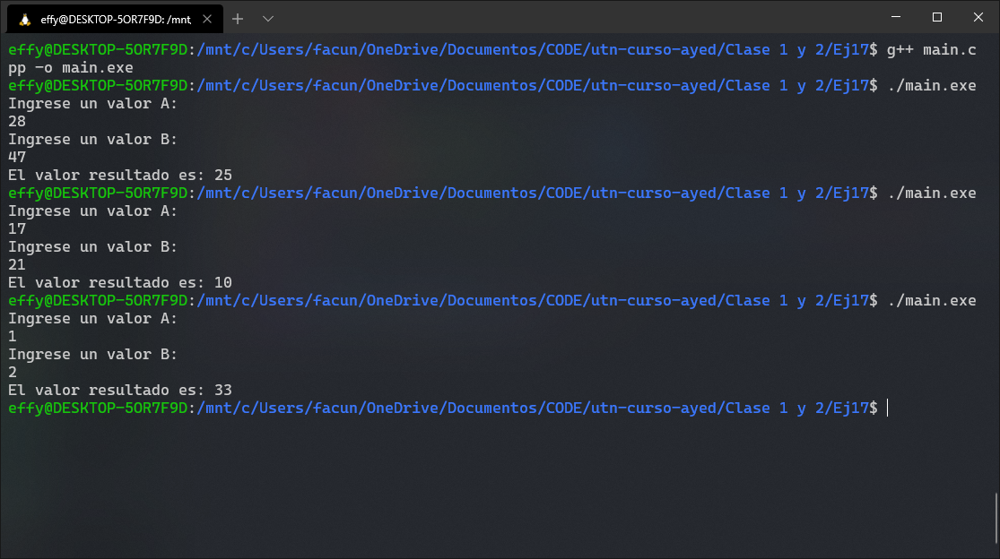 effy@DESKTOP-5OR7F9D: /mnt,
effy@DESKTOP-5OR7F9D:/mnt/c/Users/facun/OneDrive/Documentos/CODE/utn-curso-ayed/Clase 1 y 2/Ej17$ g++ main.c
pp -o main.exe
effy@DESKTOP-5OR7F9D:/mnt/c/Users/facun/OneDrive/Documentos/CODE/utn-curso-ayed/Clase 1 y 2/Ej17$ ./main.exe
Ingrese un valor A:
28
Ingrese un valor B:
47
El valor resultado es: 25
effy@DESKTOP-5OR7F9D:/mnt/c/Users/facun/OneDrive/Documentos/CODE/utn-curso-ayed/Clase 1 y 2/Ej17$ ./main.exe
Ingrese un valor A:
17
Ingrese un valor B:
21
El valor resultado es: 10
effy@DESKTOP-5OR7F9D:/mnt/c/Users/facun/OneDrive/Documentos/CODE/utn-curso-ayed/Clase 1 y 2/Ej17$ ./main.exe
Ingrese un valor A:
1
Ingrese un valor B:
2
El valor resultado es: 33
effy@DESKTOP-5OR7F9D:/mnt/c/Users/facun/OneDrive/Documentos/CODE/utn-curso-ayed/Clase 1 y 2/Ej17$